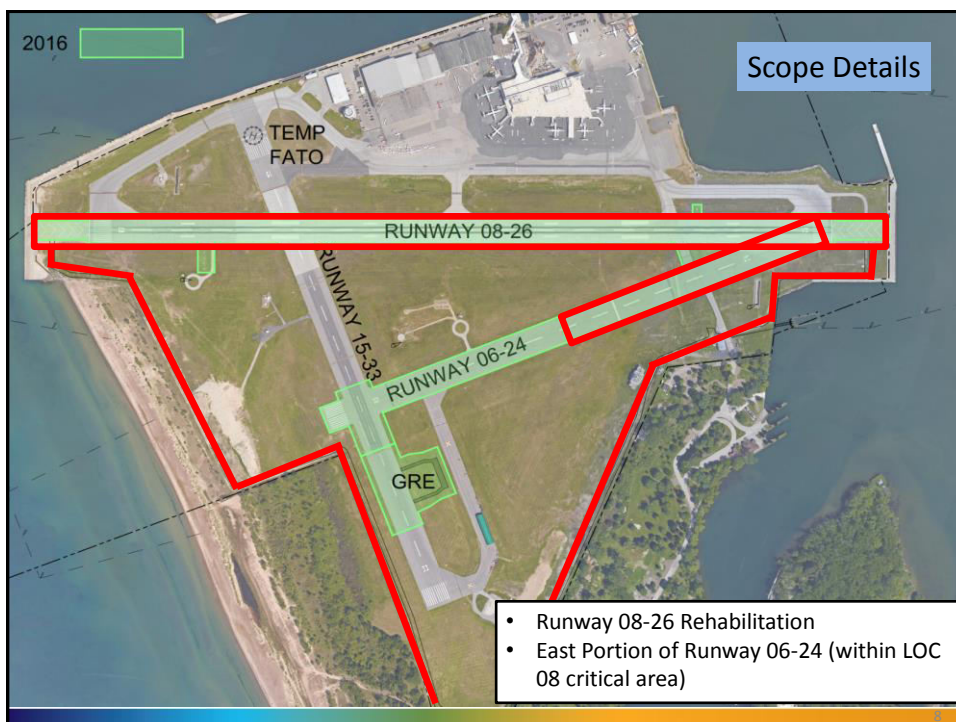 2016
Scope Details
TEMP
FATO
RUNWAY 08-26
RUNWAY 15-33
RUNWAY 06-24
GRE
• Runway 08-26 Rehabilitation
• East Portion of Runway 06-24 (within LOC
08 critical area)
8